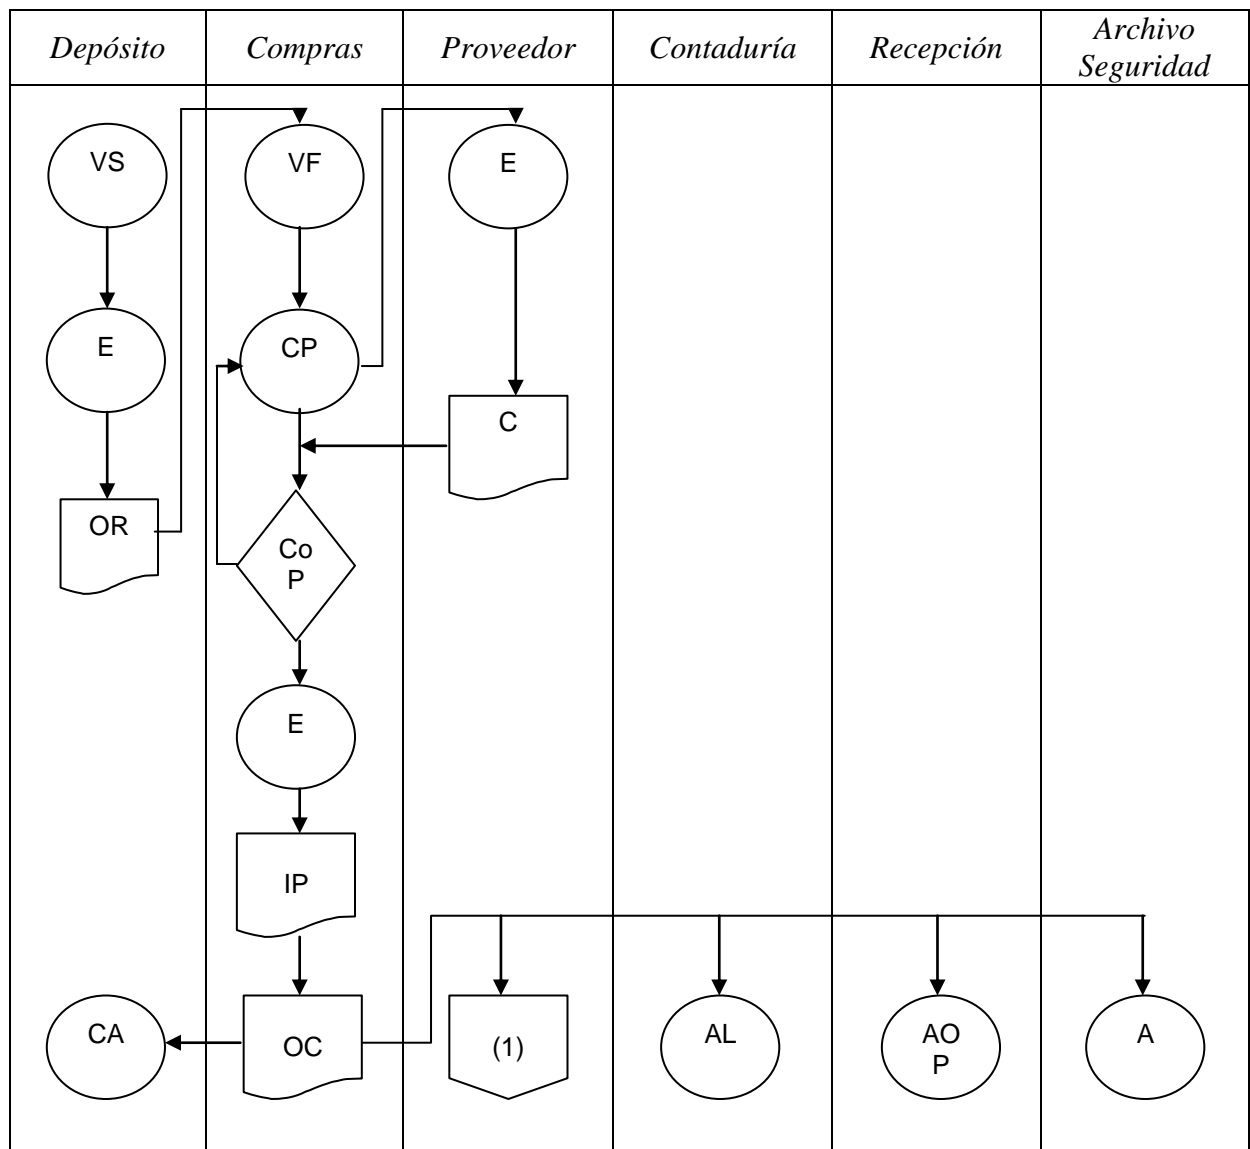 Depósito
Compras
Proveedor
Contaduría
Recepción
Archivo
Seguridad
VS
VF
E
E
CP
C
OR
Co
P
E
IP
CA
OC
(1)
AL
AO
P
A